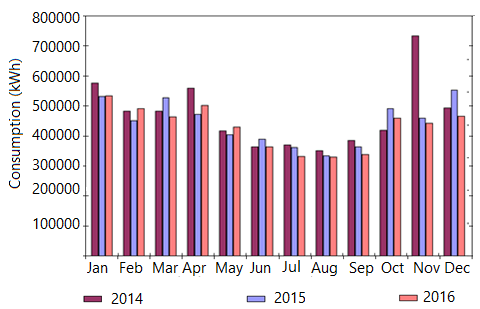 800000
700000
600000
500000
400000
300000
200000
100000
Consumption (kWh)
Jan Feb Mar Apr May Jun Jul Aug Sep Oct Nov Dec
2014 2015 2016